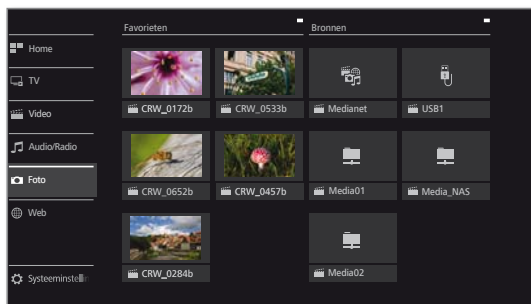 Favorieten
Bronnen
Home
TV
Video
Audio/Radio
Foto
Web
Systeeminstellin
CRW_0172b
CRW_0533b
Medianet
USB1
CRW_0652b
CRW_0457b
Media01
Media_NAS
CRW_0284b
Media02